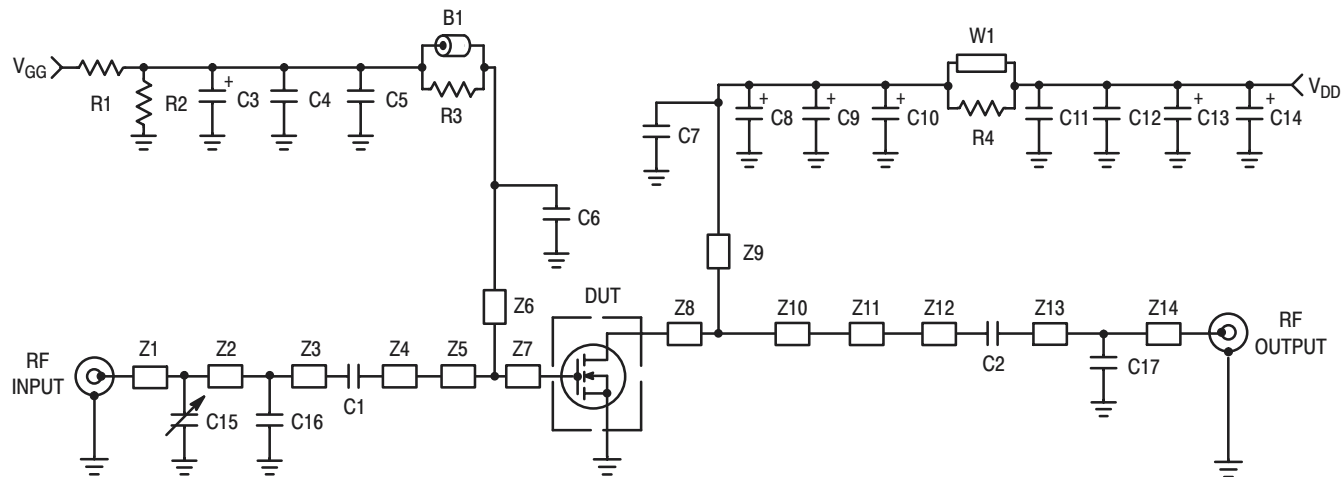 B1
W1
VGG
R1
R2
+
C3
C4
C5
R3
C7
+
C8
+
C9
+
C10
R4
C11
C12
+
C13
+
C14
VDD
C6
Z9
Z6
DUT
Z8
Z10
Z11
Z12
Z13
Z14
C2
C17
RF
OUTPUT
RF
INPUT
Z1
Z2
Z3
Z4
Z5
Z7
C1
C15
C16